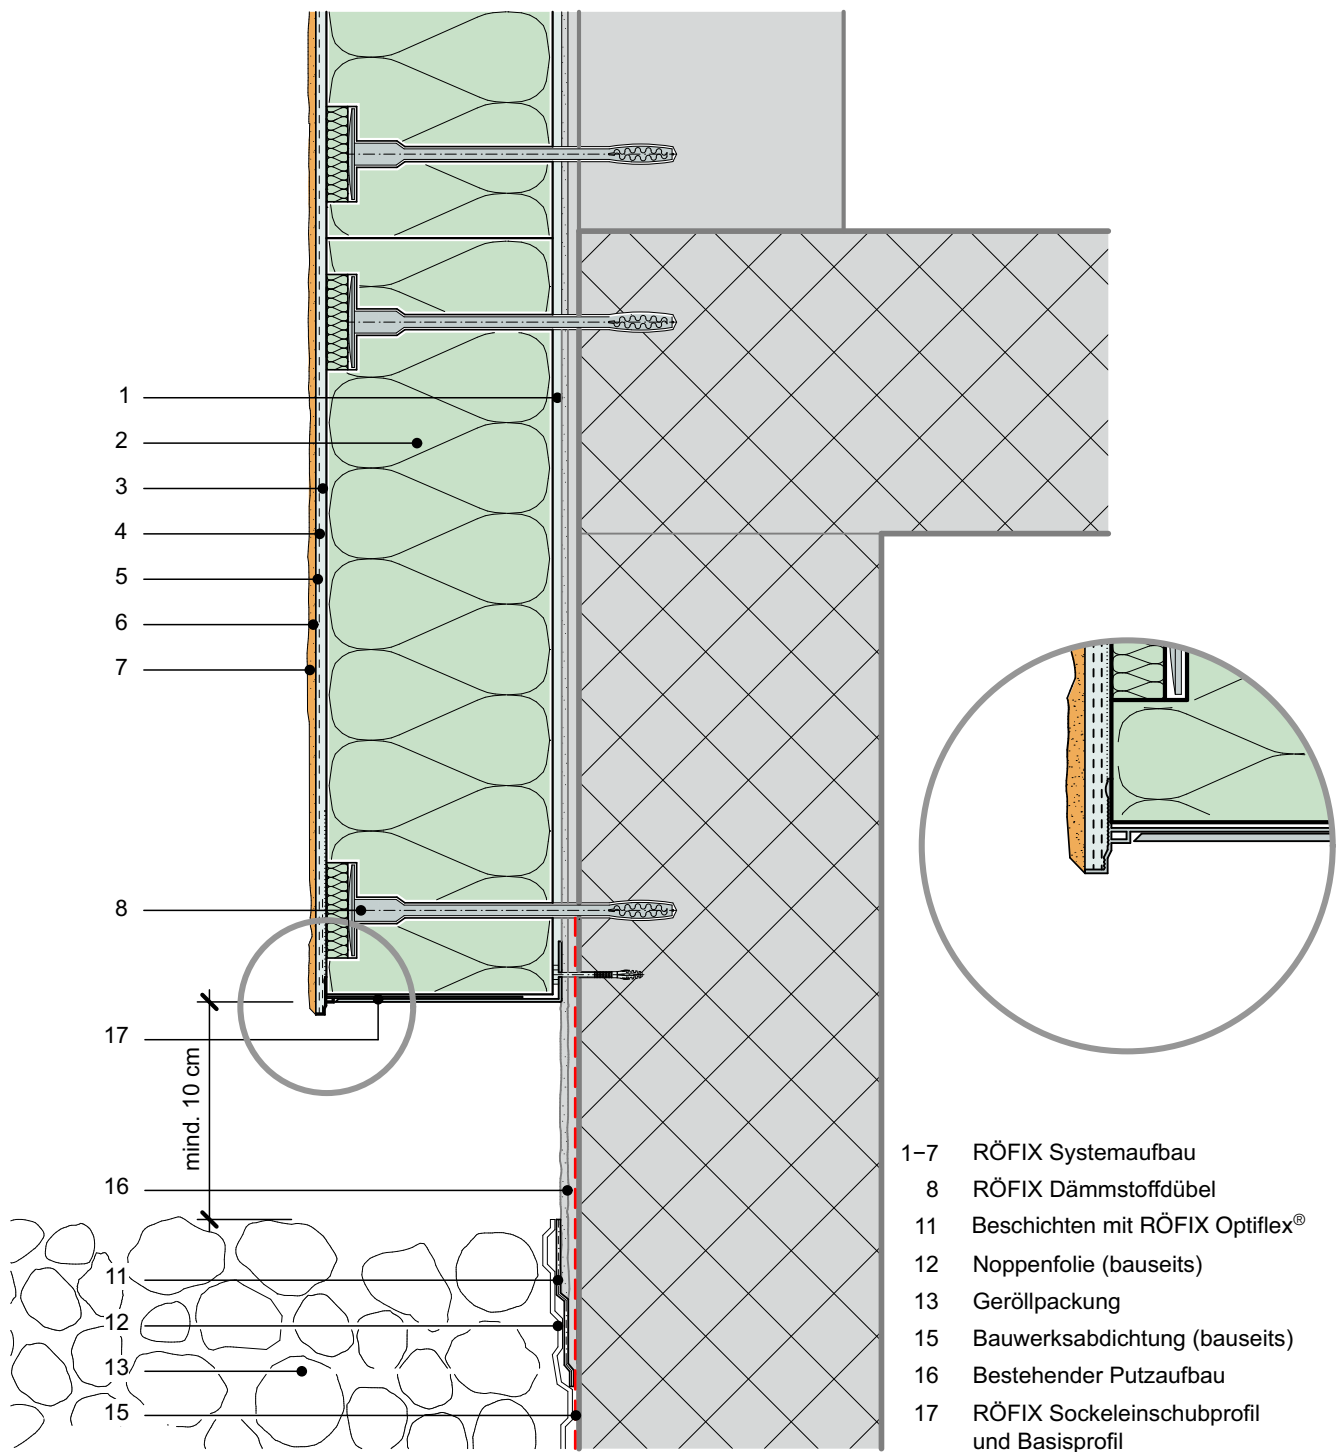 1
2
3
4
5
6
7
8
17
mind. 10 cm
16
11
12
13
15
1–7 RÖFIX Systemaufbau
8 RÖFIX Dämmstoffdübel
11 Beschichten mit RÖFIX Optiflex®
12 Noppenfolie (bauseits)
13 Geröllpackung
15 Bauwerksabdichtung (bauseits)
16 Bestehender Putzaufbau
17 RÖFIX Sockeleinschubprofil
und Basisprofil